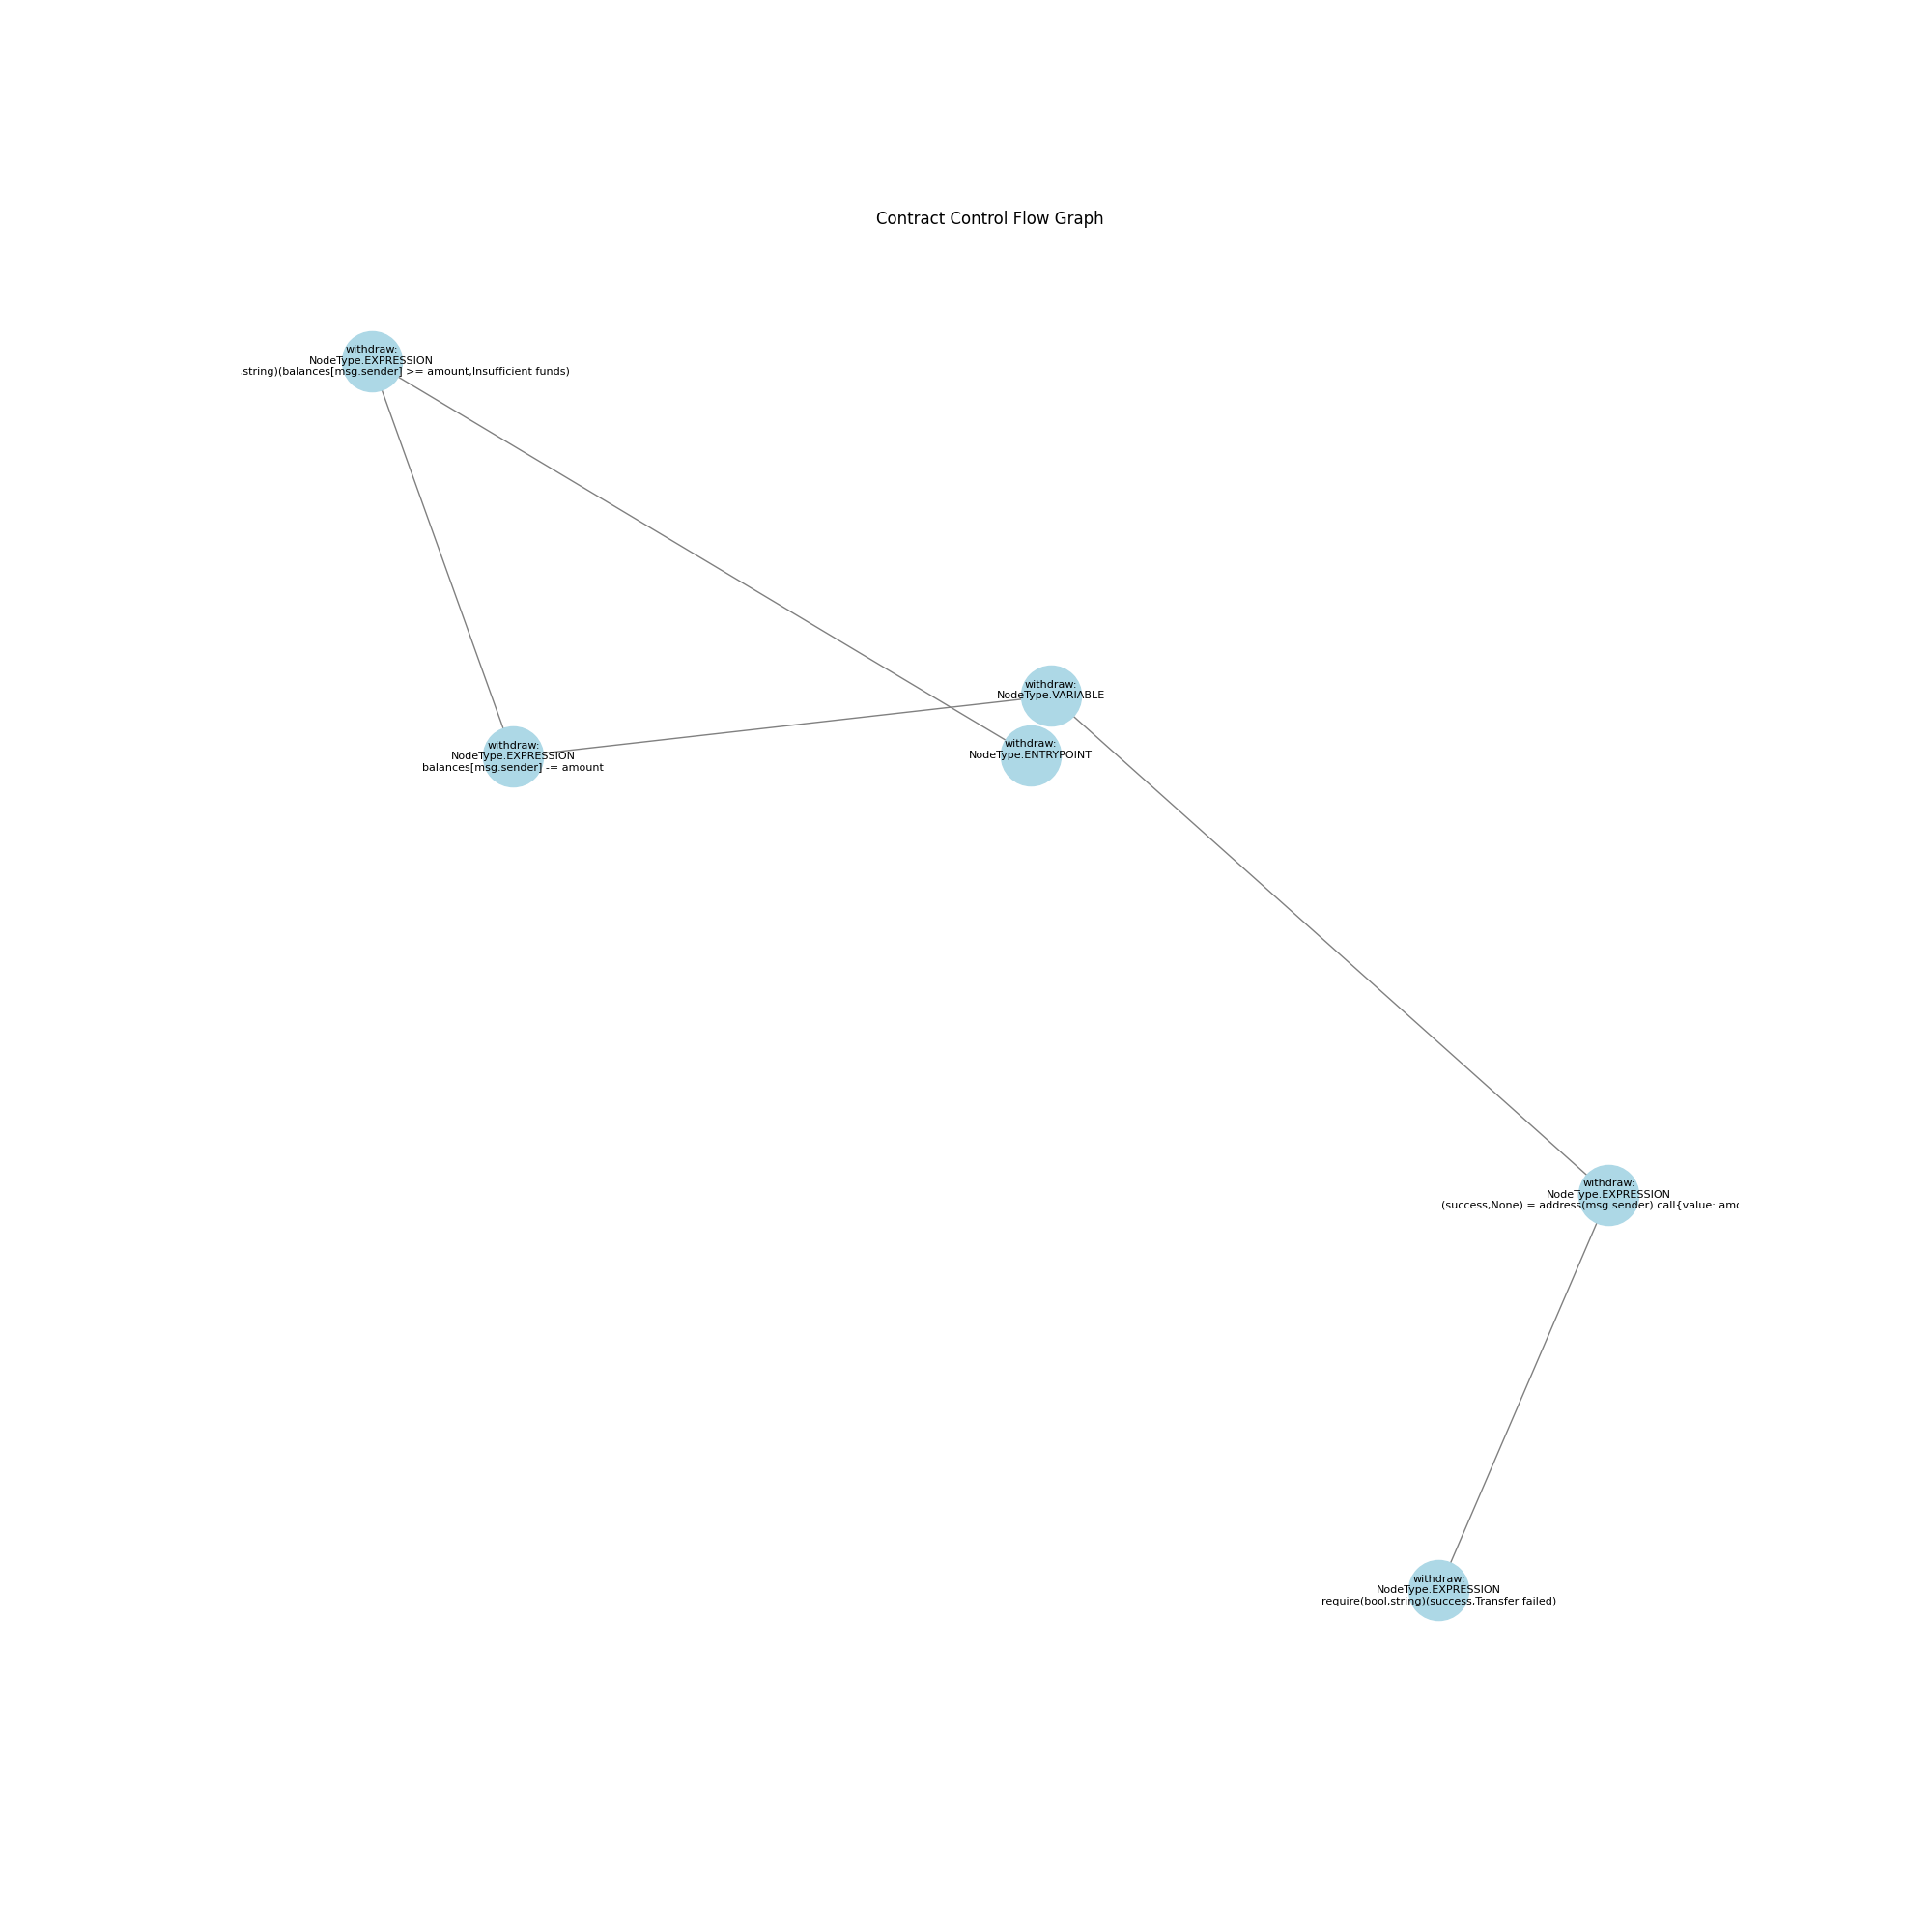 Contract Control Flow Graph
withdraw:
NodeType.EXPRESSION
string)(balances[msg.sender] >= amount,Insufficient funds)
withdraw:
NodeType.VARIABLE
withdraw:
NodeType.ENTRYPOINT
withdraw:
NodeType.EXPRESSION
balances[msg.sender] -= amount
withdraw:
NodeType.EXPRESSION
(success,None) = address(msg.sender).call{value:
withdraw:
NodeType.EXPRESSION
require(bool,string)(success,Transfer failed)